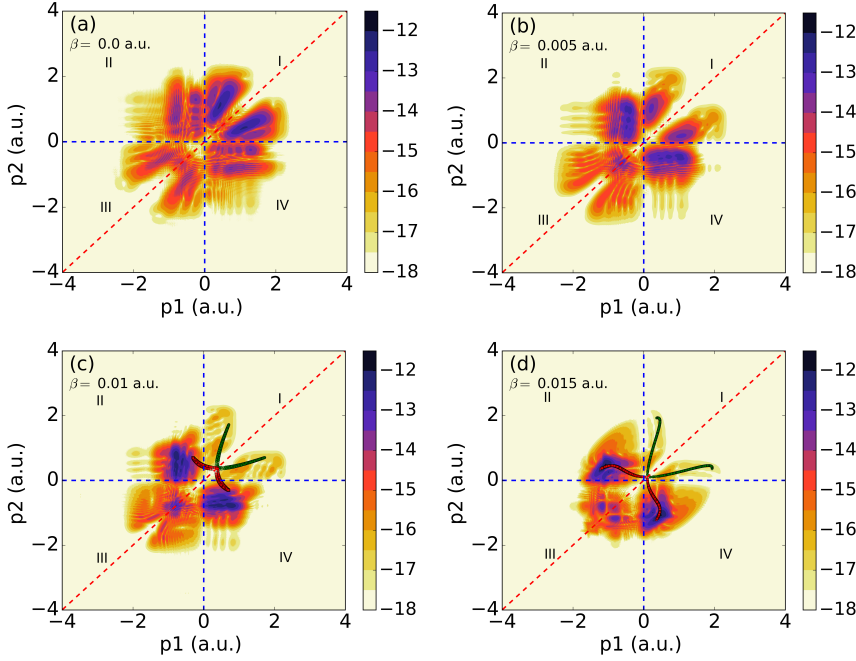 (a)
β= 0.0 a.u.
I
II
III
IV
4
2
0
−2
−4
−4
−2
0
2
4
p1 (a.u.)
p2 (a.u.)
−12
−13
−14
−15
−16
−17
−18
(b)
β= 0.005 a.u.
I
II
III
IV
4
2
0
−2
−4
−4
−2
0
2
4
p1 (a.u.)
p2 (a.u.)
−12
−13
−14
−15
−16
−17
−18
(c)
β= 0.01 a.u.
I
II
III
IV
4
2
0
−2
−4
−4
−2
0
2
4
p1 (a.u.)
p2 (a.u.)
−12
−13
−14
−15
−16
−17
−18
(d)
β= 0.015 a.u.
I
II
III
IV
4
2
0
−2
−4
−4
−2
0
2
4
p1 (a.u.)
p2 (a.u.)
−12
−13
−14
−15
−16
−17
−18